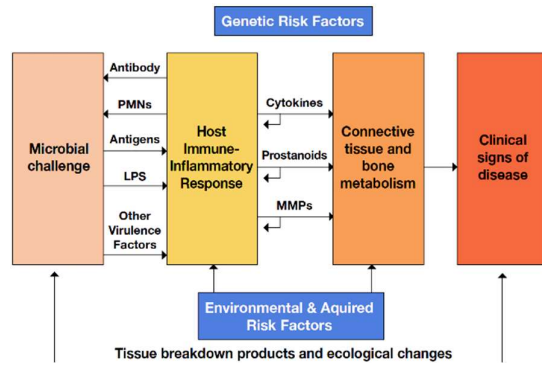 Genetic Risk Factors
Microbial
challenge
Antibody
PMNs
Antigens
LPS
Other
Virulence
Factors
Host
Immune-
Inflammatory
Response
Cytokines
Prostanoids
MMPs
Connective
tissue and
bone
metabolism
Clinical
signs of
disease
Environmental & Aquired
Risk Factors
Tissue breakdown products and ecological changes